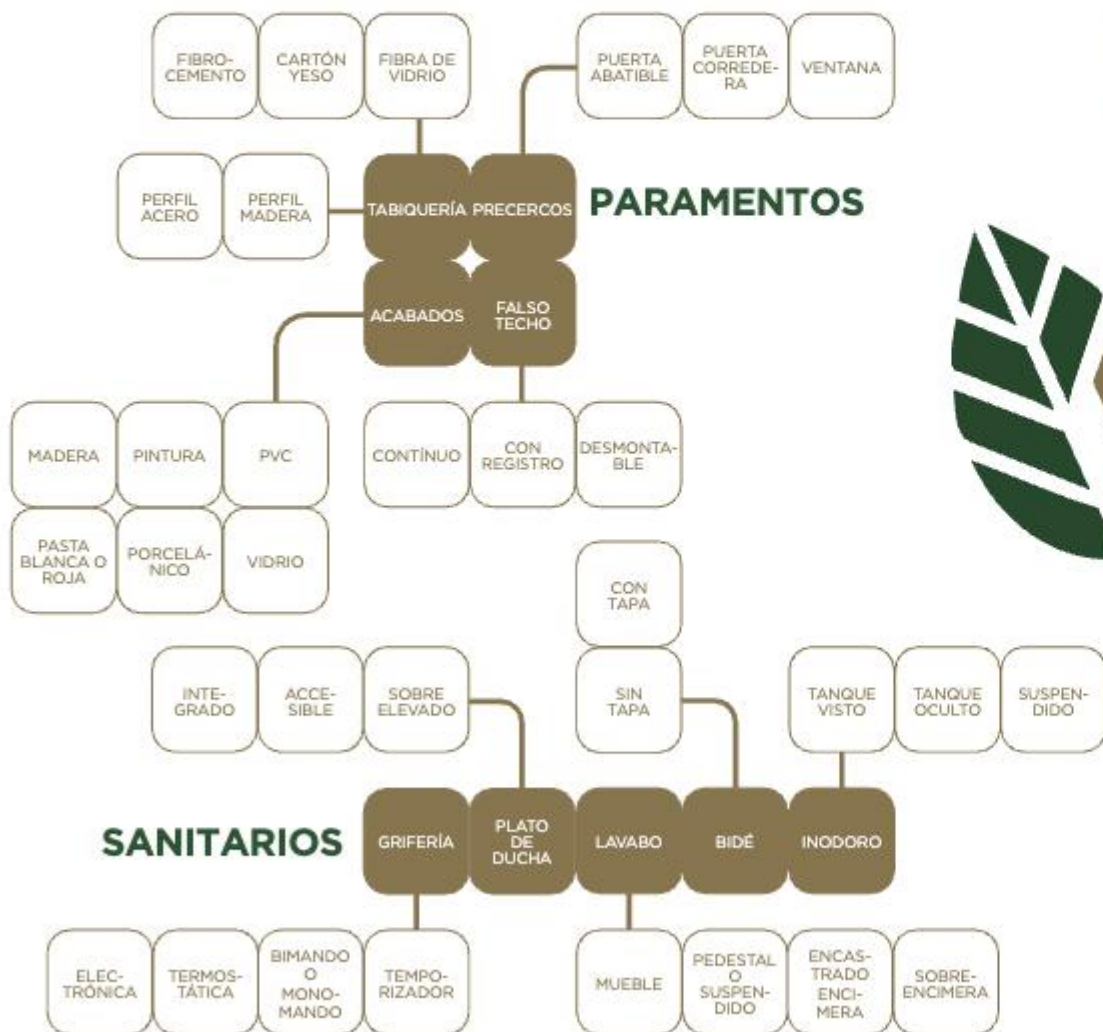 FIBRO-
CEMENTO
CARTÓN
YESO
FIBRA DE
VIDRIO
PUERTA
ABATIBLE
PUERTA
CORREDE-
RA
VENTANA
PERFIL
ACERO
PERFIL
MADERA
TABIQUERÍA
PRECERCOS
PARAMENTOS
ACABADOS
FALSO
TECHO
MADERA
PINTURA
PVC
CONTÍNUO
CON
REGISTRO
DESMONTA-
BLE
PASTA
BLANCA O
ROJA
PORCELÁ-
NICO
VIDRIO
CON
TAPA
INTE-
GRADO
ACCE-
SIBLE
SOBRE
ELEVADO
SIN
TAPA
TANQUE
VISTO
TANQUE
OCULTO
SUSPEN-
DIDO
SANITARIOS
GRIFERÍA
PLATO
DE
DUCHA
LAVABO
BIDÉ
INODORO
ELEC-
TRÓNICA
TERMOS-
TÁTICA
BIMANDO
O
MONO-
MANDO
TEMPO-
RIZADOR
MUEBLE
PEDESTAL
O
SUSPEN-
DIDO
ENCAS-
TRADO
ENCI-
MERA
SOBRE-
ENCIMERA